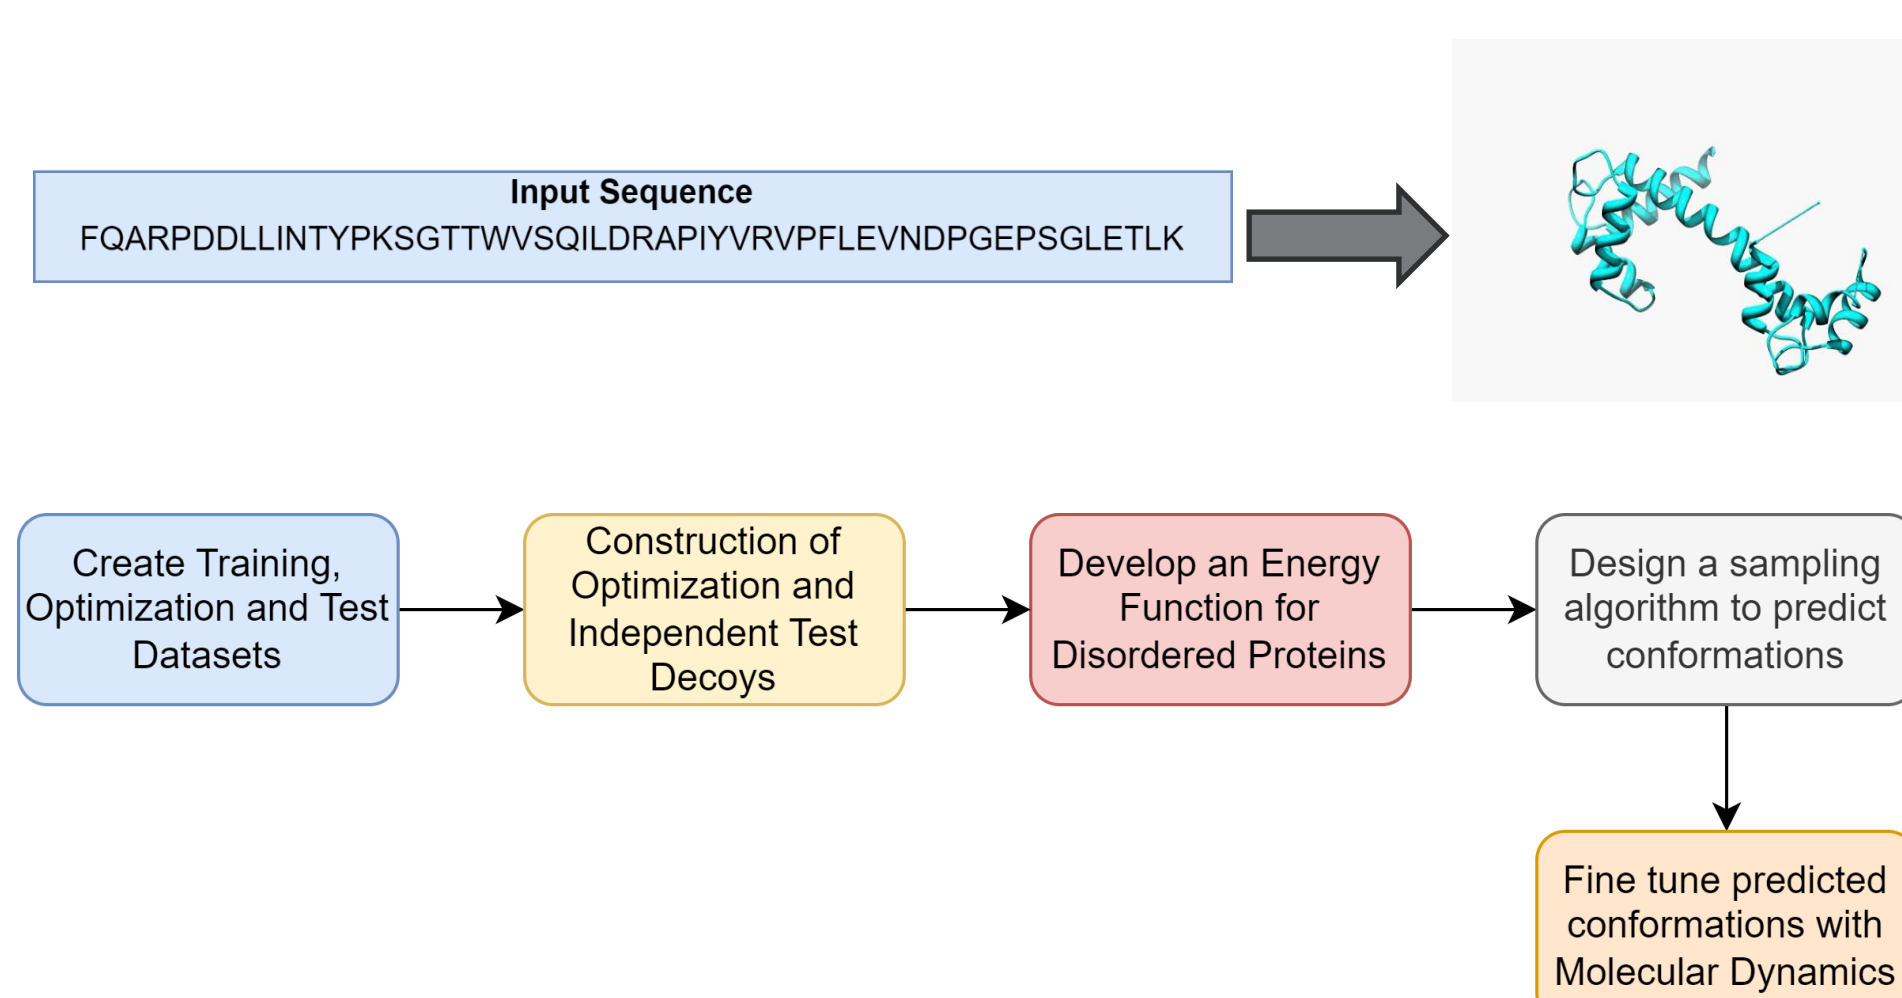 Input Sequence
FQARPDDLLINTYPKSGTTWVSQILDRAPIYVRVPFLEVNDPGEPSGLETLK
Create Training,
Optimization and Test
Datasets
Construction of
Optimization and
Independent Test
Decoys
Develop an Energy
Function for
Disordered Proteins
Design a sampling
algorithm to predict
conformations
Fine tune predicted
conformations with
Molecular Dynamics